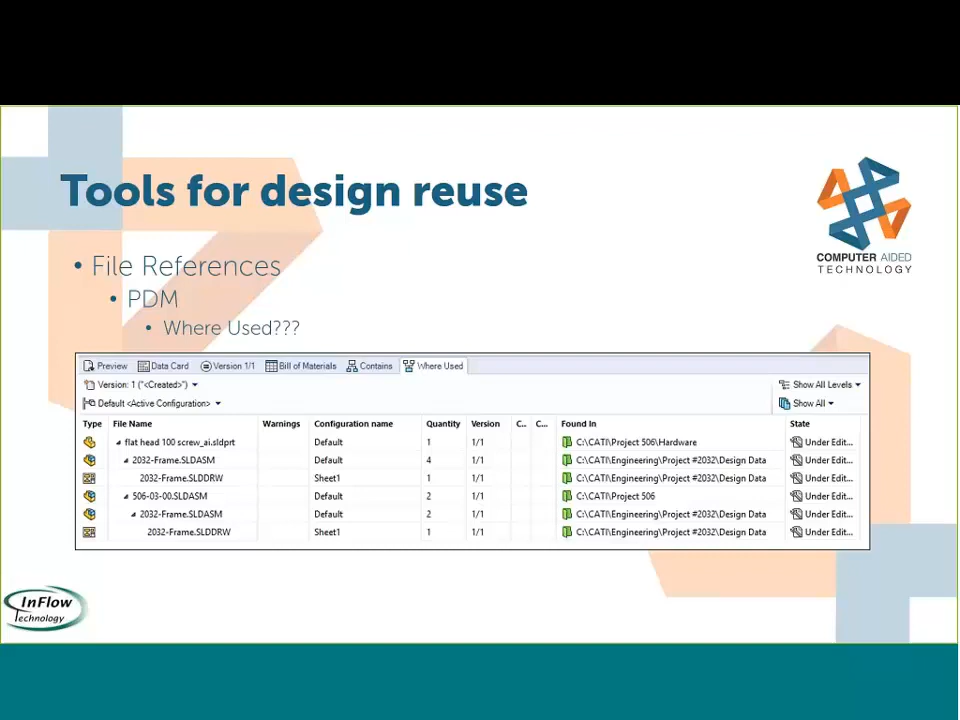 Tools for design reuse
COMPUTER AIDED
TECHNOLOGY
• File References
• PDM
• Where Used???
Preview Data Card Version 1/1 Bill of Materials Contains Where Used
Version: 1 ("<Created>") Show All Levels
Default <Active Configuration> Show All
Type File Name Warnings Configuration name Quantity Version C.. C... Found In State
flat head 100 screw_ai.sldprt Default 1 1/1 C:\CATI\Project 506\Hardware Under Edit...
2032-Frame.SLDASM Default 4 1/1 C:\CATI\Engineering\Project #2032\Design Data Under Edit...
2032-Frame.SLDDRW Sheet1 1 1/1 C:\CATI\Engineering\Project #2032\Design Data Under Edit...
506-03-00.SLDASM Default 2 1/1 C:\CATI\Project 506 Under Edit...
2032-Frame.SLDASM Default 2 1/1 C:\CATI\Engineering\Project #2032\Design Data Under Edit...
2032-Frame.SLDDRW Sheet1 1 1/1 C:\CATI\Engineering\Project #2032\Design Data Under Edit...
InFlow
Technology